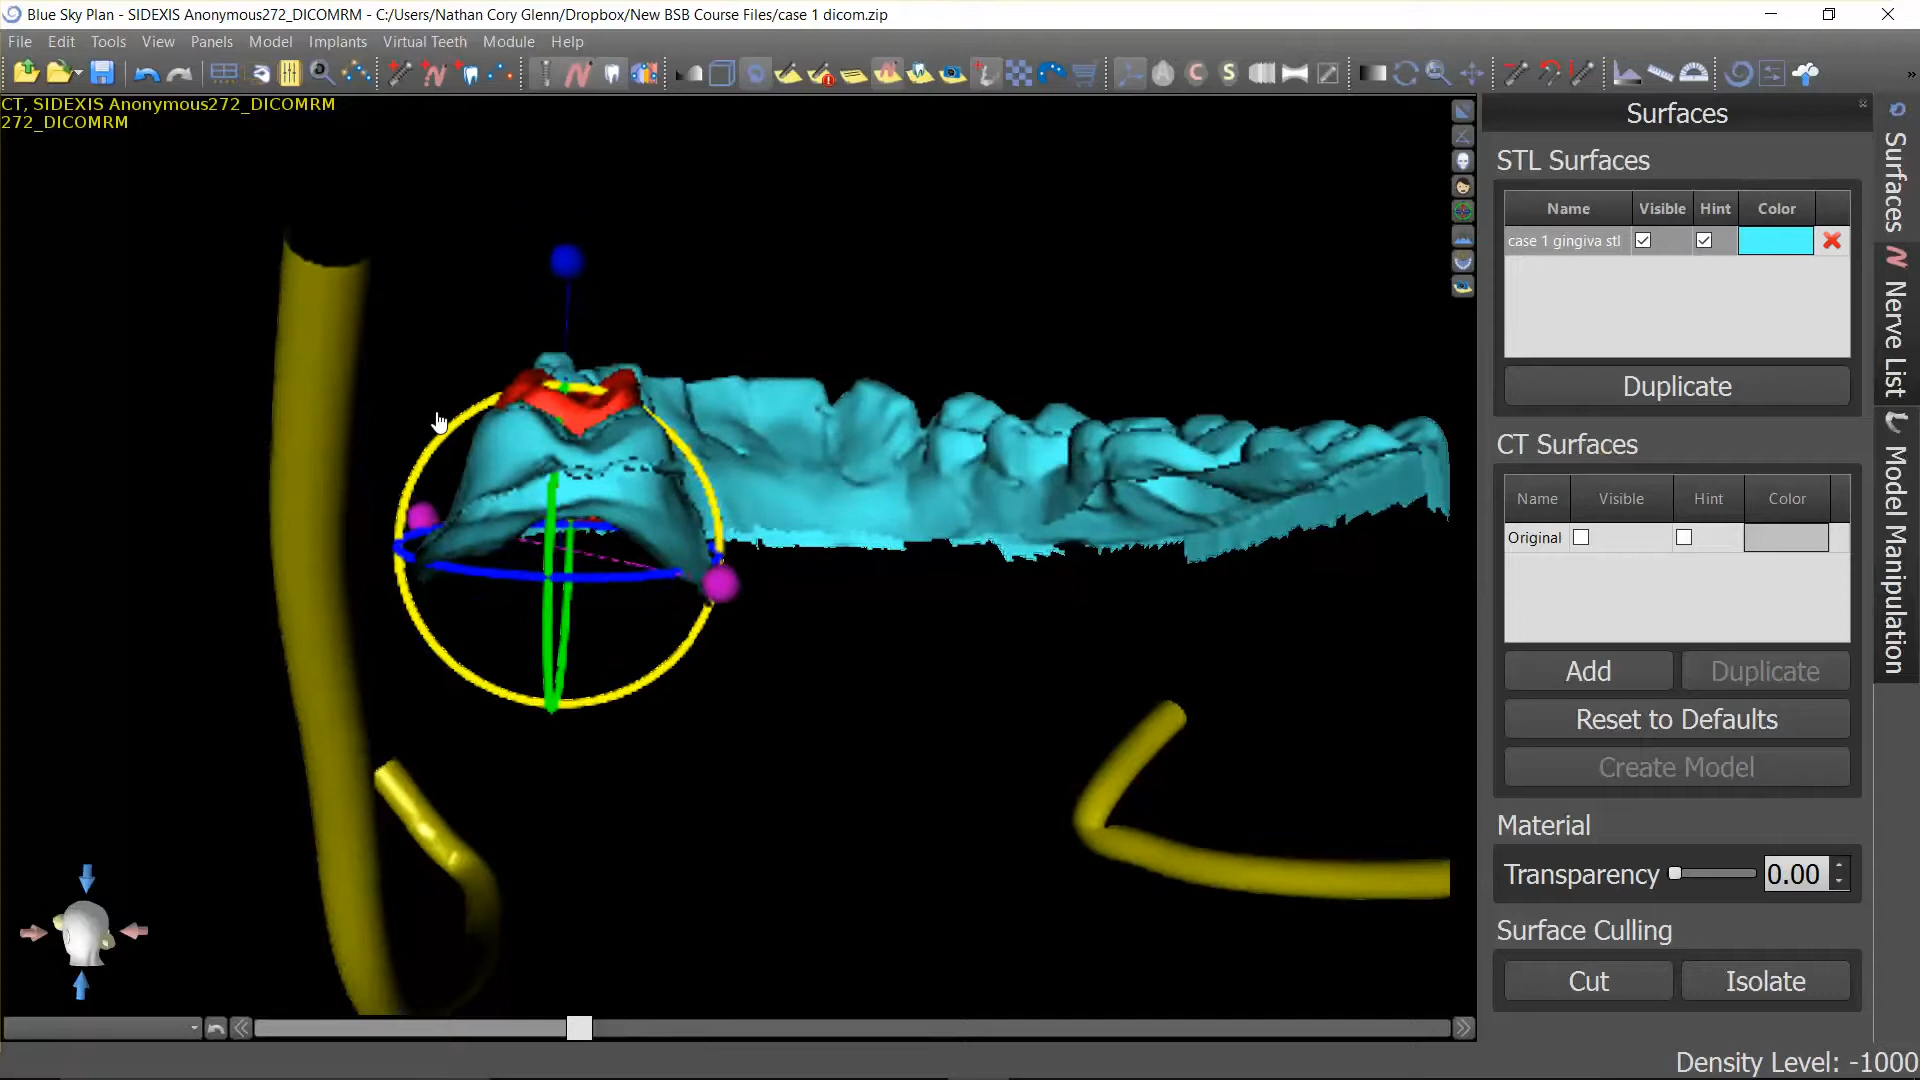 Blue Sky Plan - SIDEXIS Anonymous272_DICOMRM - C:/Users/Nathan Cory Glenn/Dropbox/New BSB Course Files/case 1 dicom.zip
File Edit Tools View Panels Model Implants Virtual Teeth Module Help
CT, SIDEXIS Anonymous272_DICOMRM
272_DICOMRM
Surfaces
STL Surfaces
Name Visible Hint Color
case 1 gingiva stl
Duplicate
CT Surfaces
Name Visible Hint Color
Original
Add Duplicate
Reset to Defaults
Create Model
Material
Transparency 0.00
Surface Culling
Cut Isolate
Surfaces
Nerve List
Model Manipulation
Density Level: -1000